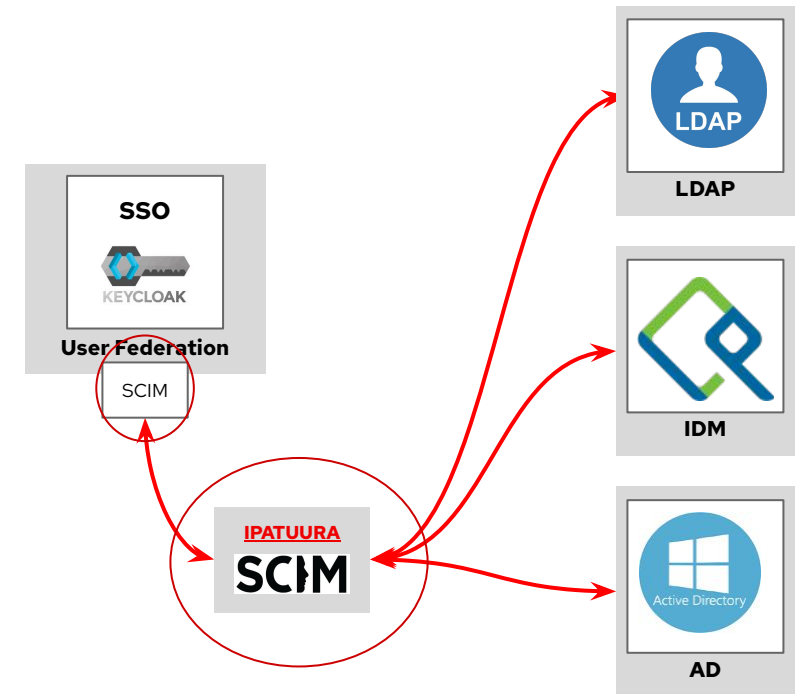 SSO
KEYCLOAK
User Federation
SCIM
IPATUURA
SCIM
LDAP
LDAP
IDM
Active Directory
AD